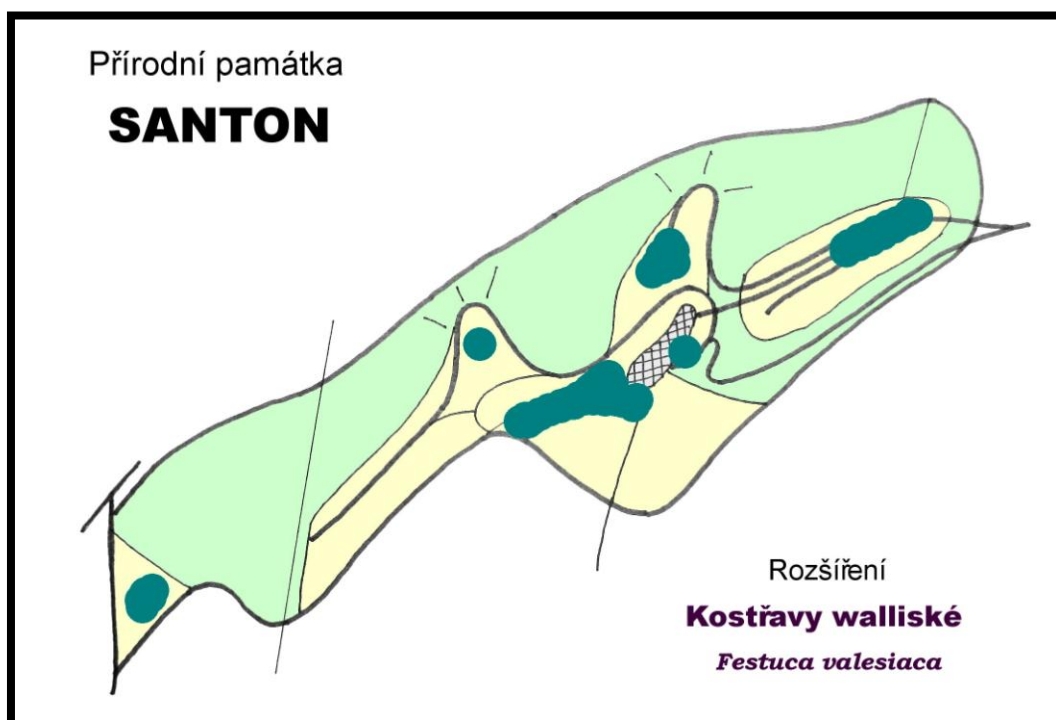 Přírodní památka
SANTON
Rozšíření
Kostřavy walliské
Festuca valesiaca